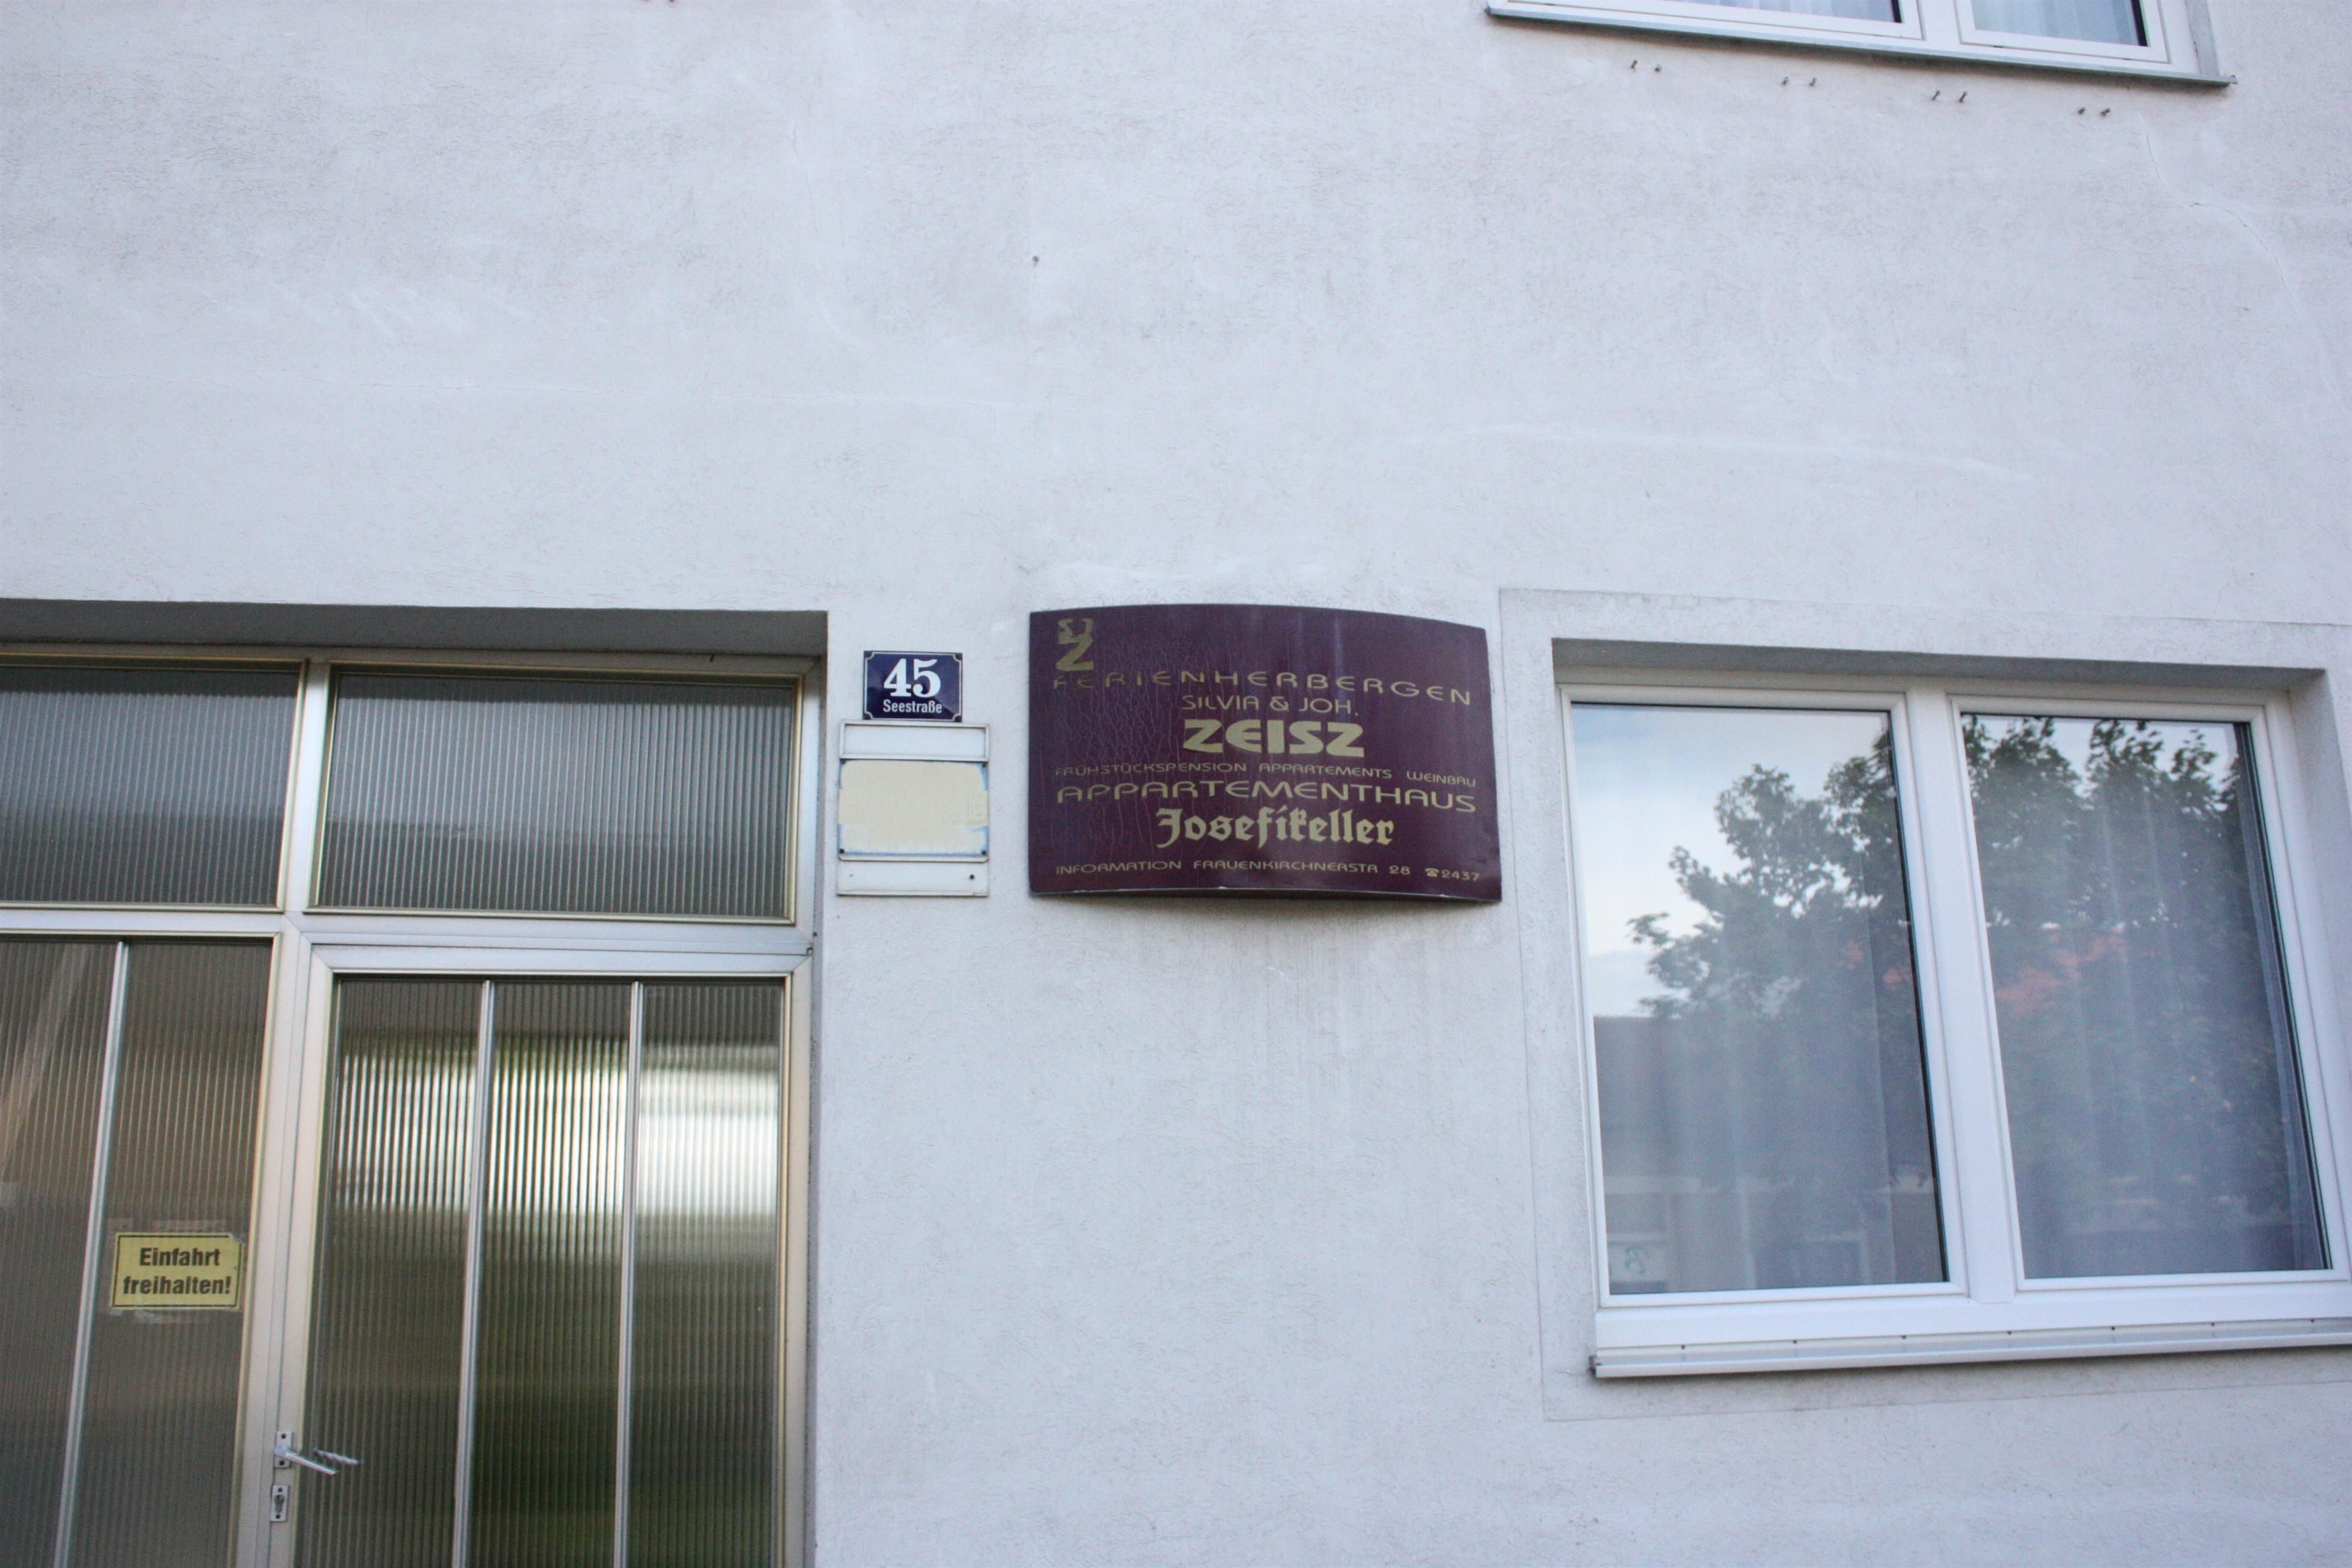 45
Seestraße
Z
FERIENHERBERGEN
SILVIA & JOH.
ZEISZ
FRÜHSTÜCKSPENSION APPARTEMENTS WEINBAU
APPARTEMENTHAUS
Josefikeller
INFORMATION FRAUENKIRCHNERSTR 28 ☎2437
Einfahrt
freihalten!